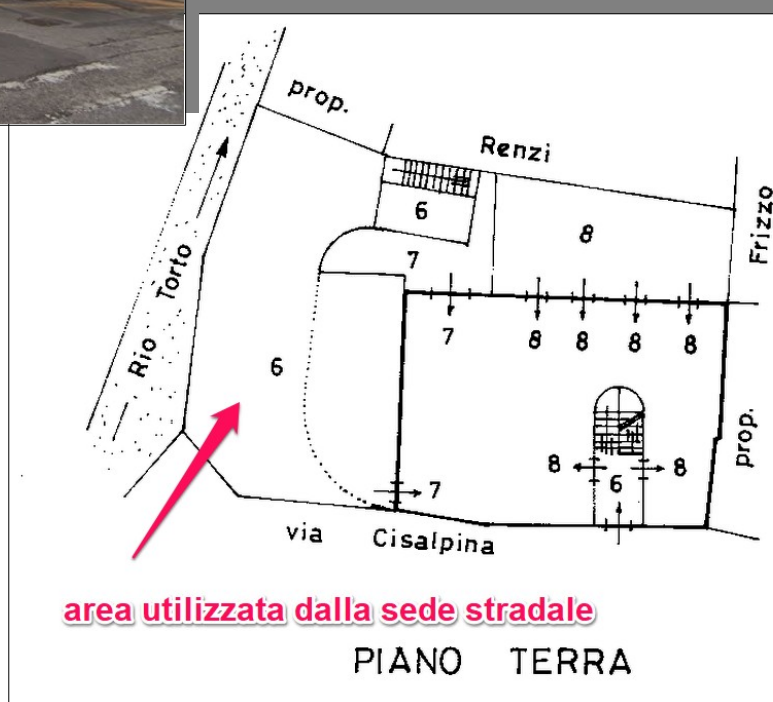 prop.
Renzi
Frizzo
6
8
7
Rio Torto
7
8
8
8
8
6
8
8
6
prop.
7
via Cisalpina
area utilizzata dalla sede stradale
PIANO TERRA